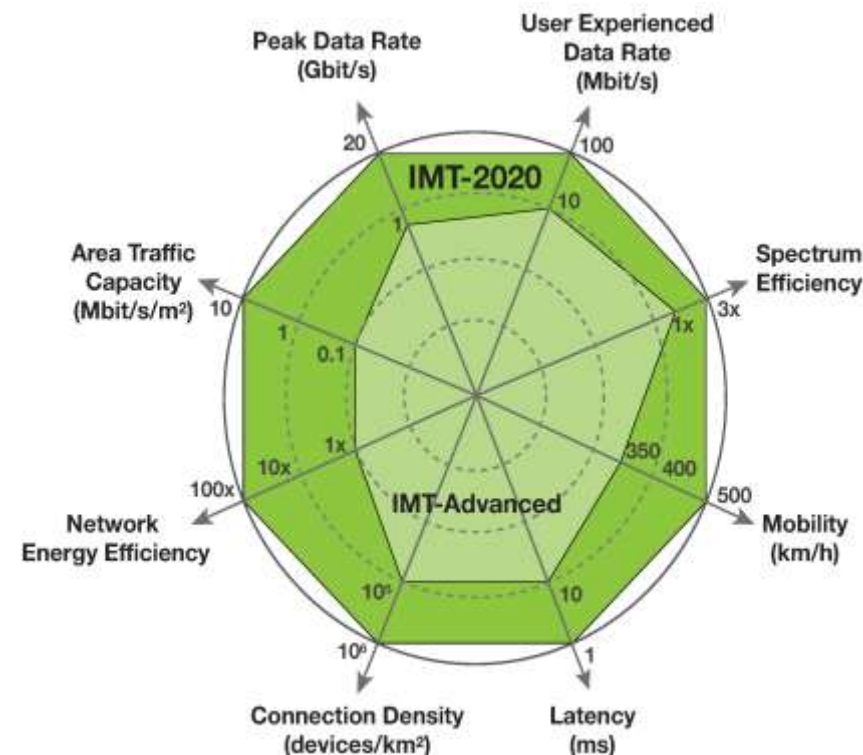 User Experienced
Data Rate
(Mbit/s)
Peak Data Rate
(Gbit/s)
20
100
IMT-2020
1
10
Area Traffic
Capacity
(Mbit/s/m²)
Spectrum
Efficiency
10
1
0.1
1x
3x
1x
10x
100x
350
400
500
Network
Energy Efficiency
IMT-Advanced
Mobility
(km/h)
10⁵
10
10⁶
1
Connection Density
(devices/km²)
Latency
(ms)